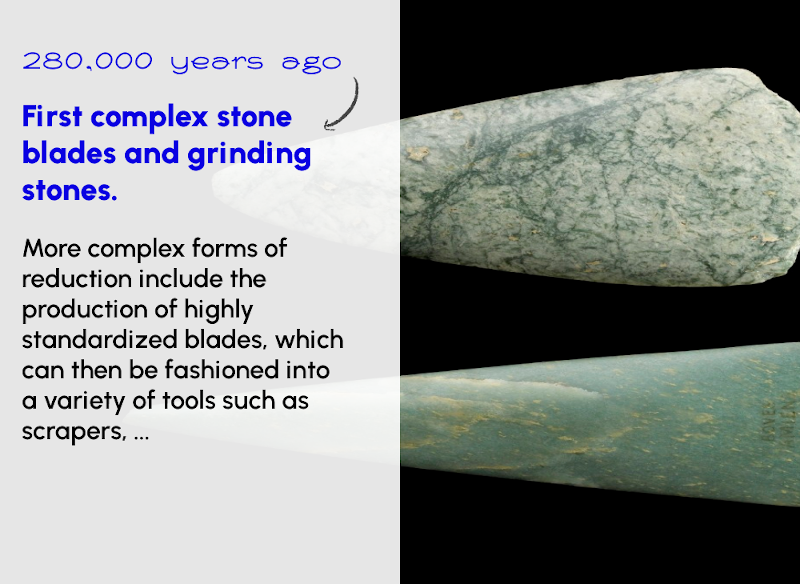 280,000 years ago
First complex stone
blades and grinding
stones.
More complex forms of
reduction include the
production of highly
standardized blades, which
can then be fashioned into
a variety of tools such as
scrapers, ...